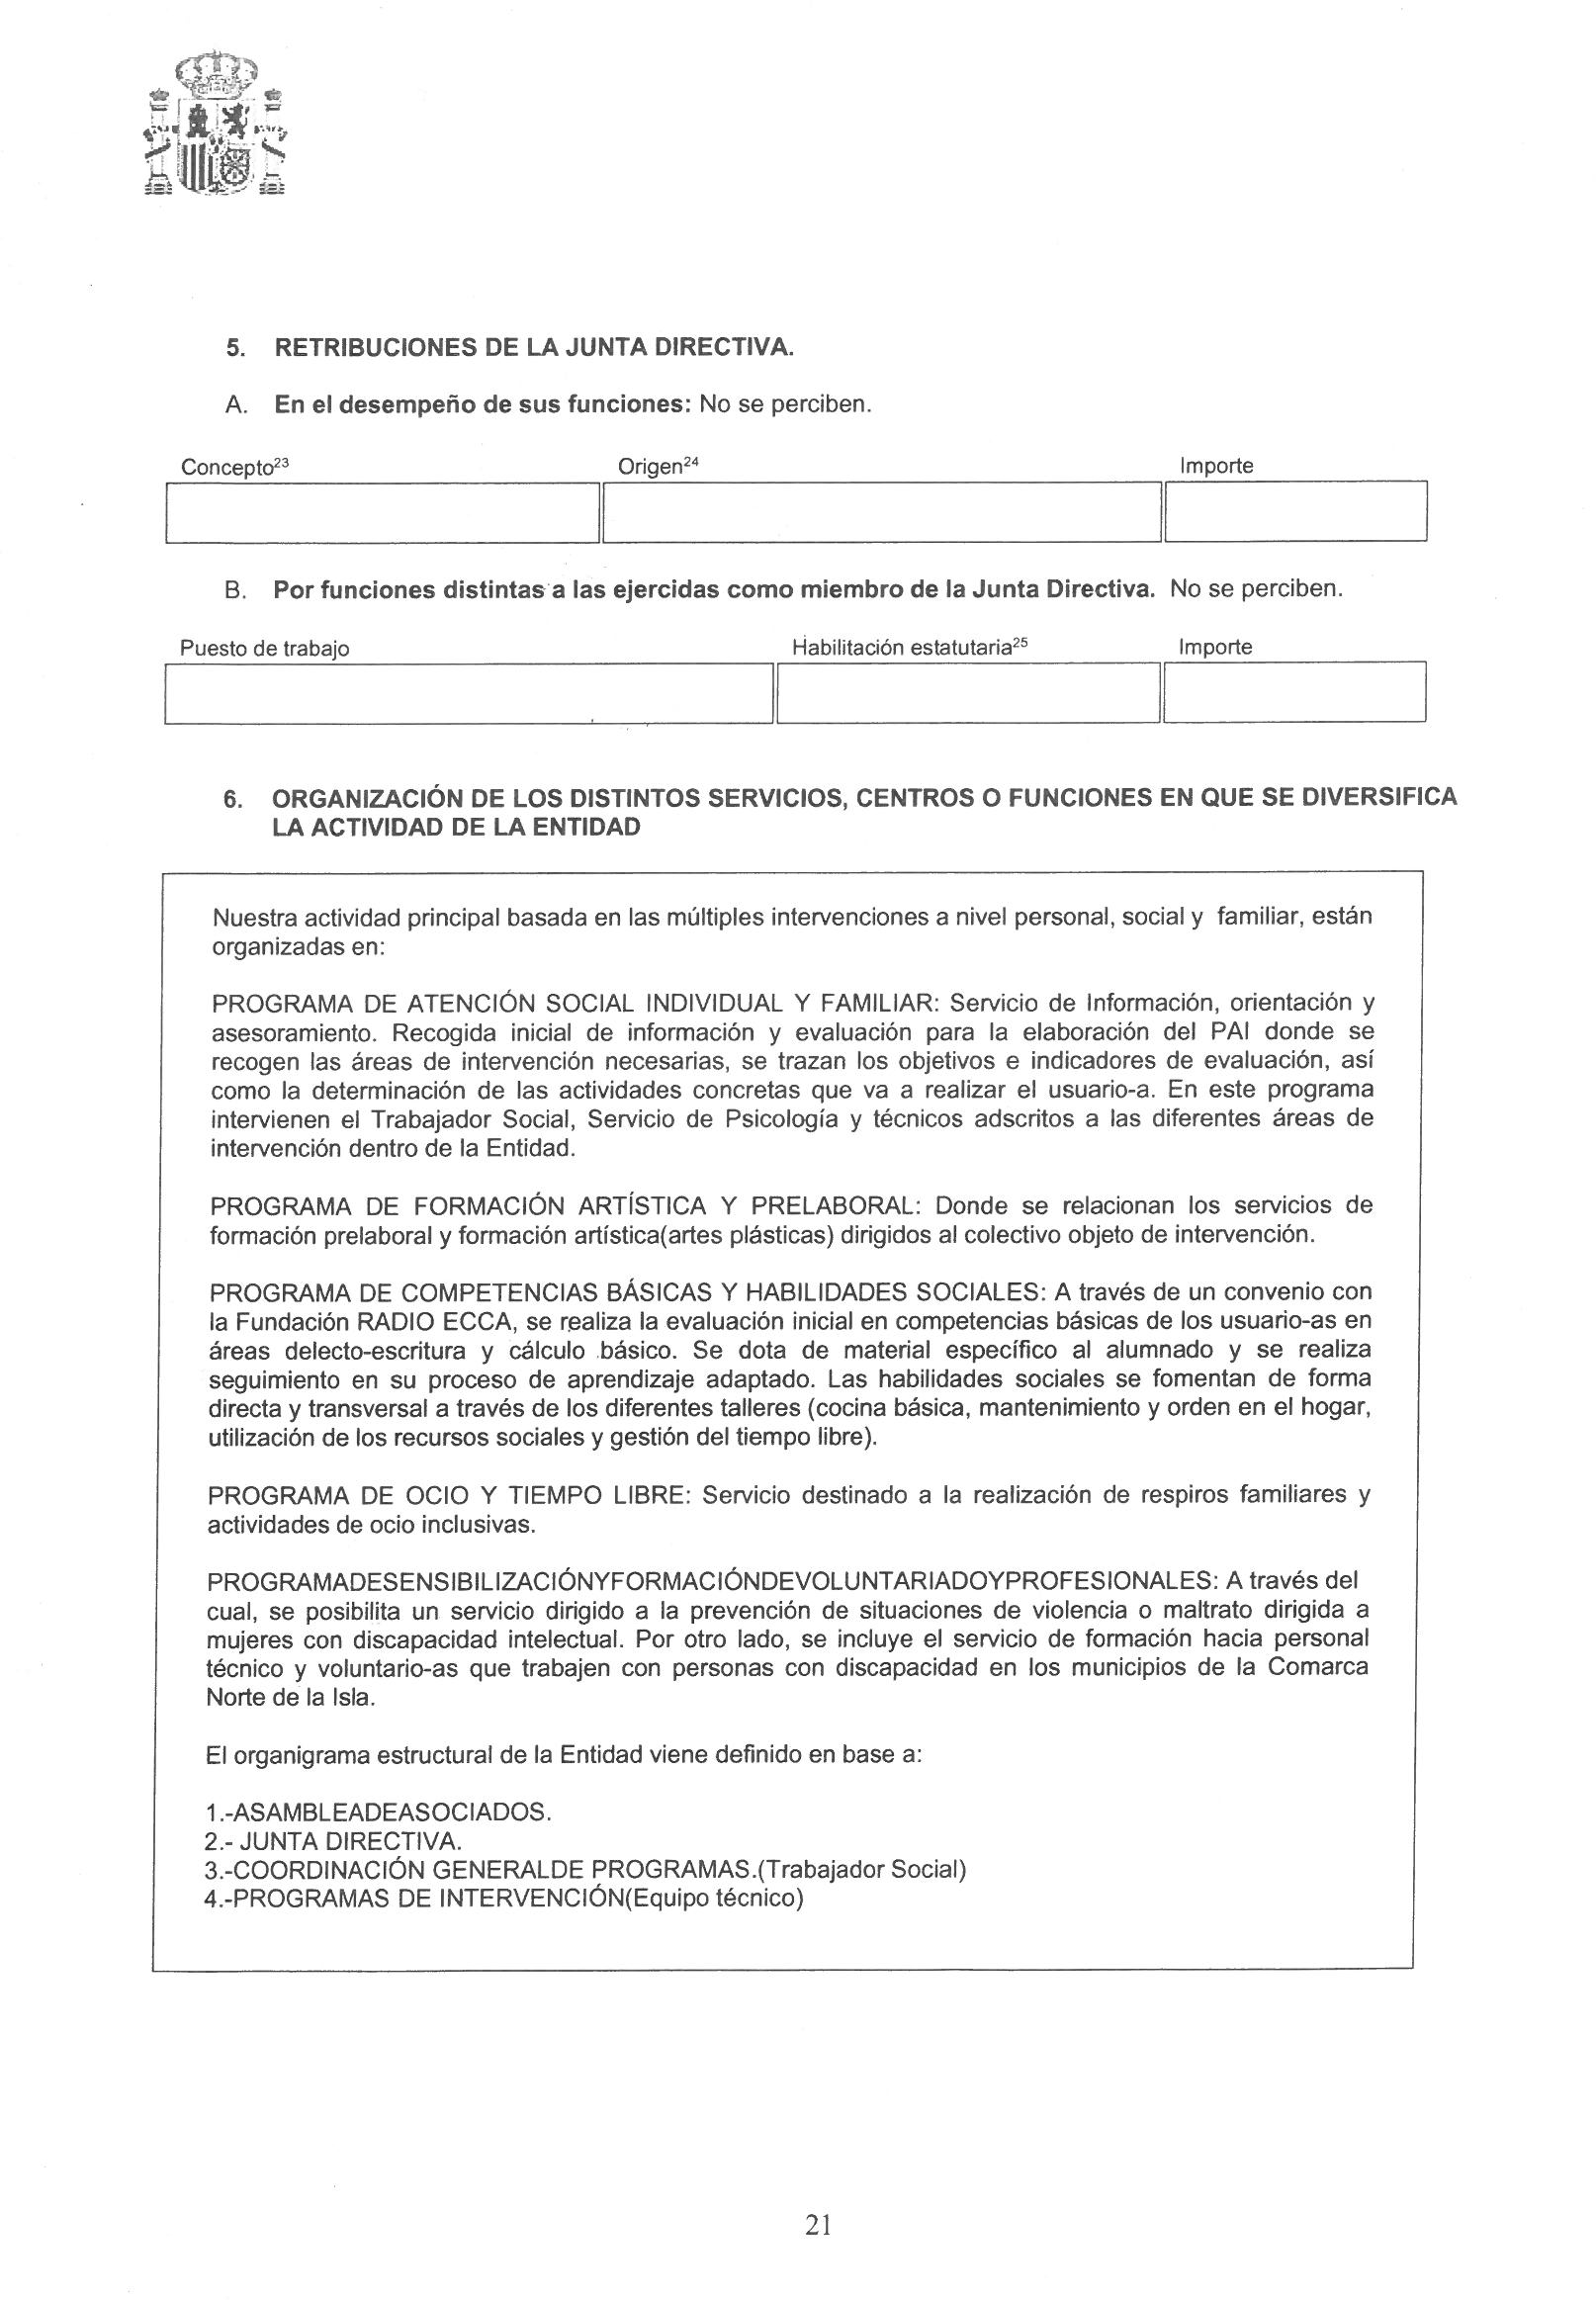 5. RETRIBUCIONES DE LA JUNTA DIRECTIVA.
A. En el desempeño de sus funciones: No se perciben.
Concepto23 Origen24 Importe
B. Por funciones distintas a las ejercidas como miembro de la Junta Directiva. No se perciben.
Puesto de trabajo Habilitación estatutaria25 Importe
6. ORGANIZACIÓN DE LOS DISTINTOS SERVICIOS, CENTROS O FUNCIONES EN QUE SE DIVERSIFICA
LA ACTIVIDAD DE LA ENTIDAD
Nuestra actividad principal basada en las múltiples intervenciones a nivel personal, social y familiar, están
organizadas en:
PROGRAMA DE ATENCIÓN SOCIAL INDIVIDUAL Y FAMILIAR: Servicio de Información, orientación y
asesoramiento. Recogida inicial de información y evaluación para la elaboración del PAI donde se
recogen las áreas de intervención necesarias, se trazan los objetivos e indicadores de evaluación, así
como la determinación de las actividades concretas que va a realizar el usuario-a. En este programa
intervienen el Trabajador Social, Servicio de Psicología y técnicos adscritos a las diferentes áreas de
intervención dentro de la Entidad.
PROGRAMA DE FORMACIÓN ARTÍSTICA Y PRELABORAL: Donde se relacionan los servicios de
formación prelaboral y formación artística(artes plásticas) dirigidos al colectivo objeto de intervención.
PROGRAMA DE COMPETENCIAS BÁSICAS Y HABILIDADES SOCIALES: A través de un convenio con
la Fundación RADIO ECCA, se realiza la evaluación inicial en competencias básicas de los usuario-as en
áreas delecto-escritura y cálculo básico. Se dota de material específico al alumnado y se realiza
seguimiento en su proceso de aprendizaje adaptado. Las habilidades sociales se fomentan de forma
directa y transversal a través de los diferentes talleres (cocina básica, mantenimiento y orden en el hogar,
utilización de los recursos sociales y gestión del tiempo libre).
PROGRAMA DE OCIO Y TIEMPO LIBRE: Servicio destinado a la realización de respiros familiares y
actividades de ocio inclusivas.
PROGRAMADESENSIBILIZACIÓNYFORMACIÓNDEVOLUNTARIADOYPROFESIONALES: A través del
cual, se posibilita un servicio dirigido a la prevención de situaciones de violencia o maltrato dirigida a
mujeres con discapacidad intelectual. Por otro lado, se incluye el servicio de formación hacia personal
técnico y voluntario-as que trabajen con personas con discapacidad en los municipios de la Comarca
Norte de la Isla.
El organigrama estructural de la Entidad viene definido en base a:
1.-ASAMBLEADEASOCIADOS.
2.- JUNTA DIRECTIVA.
3.-COORDINACIÓN GENERALDE PROGRAMAS.(Trabajador Social)
4.-PROGRAMAS DE INTERVENCIÓN(Equipo técnico)
21